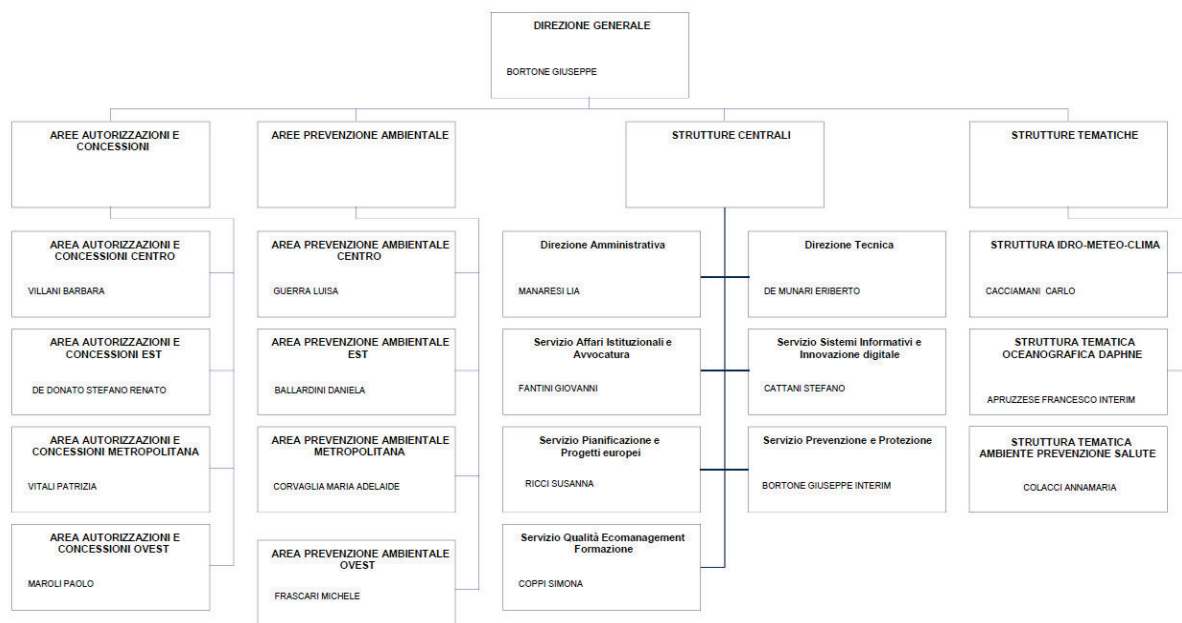 DIREZIONE GENERALE
BORTONE GIUSEPPE
AREE AUTORIZZAZIONI E
CONCESSIONI
AREE PREVENZIONE AMBIENTALE
STRUTTURE CENTRALI
STRUTTURE TEMATICHE
AREA AUTORIZZAZIONI E
CONCESSIONI CENTRO
VILLANI BARBARA
AREA PREVENZIONE AMBIENTALE
CENTRO
GUERRA LUISA
Direzione Amministrativa
MANARESI LIA
Direzione Tecnica
DE MUNARI ERIBERTO
STRUTTURA IDRO-METEO-CLIMA
CACCIAMANI CARLO
AREA AUTORIZZAZIONI E
CONCESSIONI EST
DE DONATO STEFANO RENATO
AREA PREVENZIONE AMBIENTALE
EST
BALLARDINI DANIELA
Servizio Affari Istituzionali e
Avvocatura
FANTINI GIOVANNI
Servizio Sistemi Informativi e
Innovazione digitale
CATTANI STEFANO
STRUTTURA TEMATICA
OCEANOGRAFICA DAPHNE
APRUZZESE FRANCESCO INTERIM
AREA AUTORIZZAZIONI E
CONCESSIONI METROPOLITANA
VITALI PATRIZIA
AREA PREVENZIONE AMBIENTALE
METROPOLITANA
CORVAGLIA MARIA ADELAIDE
Servizio Pianificazione e
Progetti europei
RICCI SUSANNA
Servizio Prevenzione e Protezione
BORTONE GIUSEPPE INTERIM
STRUTTURA TEMATICA
AMBIENTE PREVENZIONE SALUTE
COLACCI ANNAMARIA
AREA AUTORIZZAZIONI E
CONCESSIONI OVEST
MAROLI PAOLO
AREA PREVENZIONE AMBIENTALE
OVEST
FRASCARI MICHELE
Servizio Qualità Ecomanagement
Formazione
COPPI SIMONA